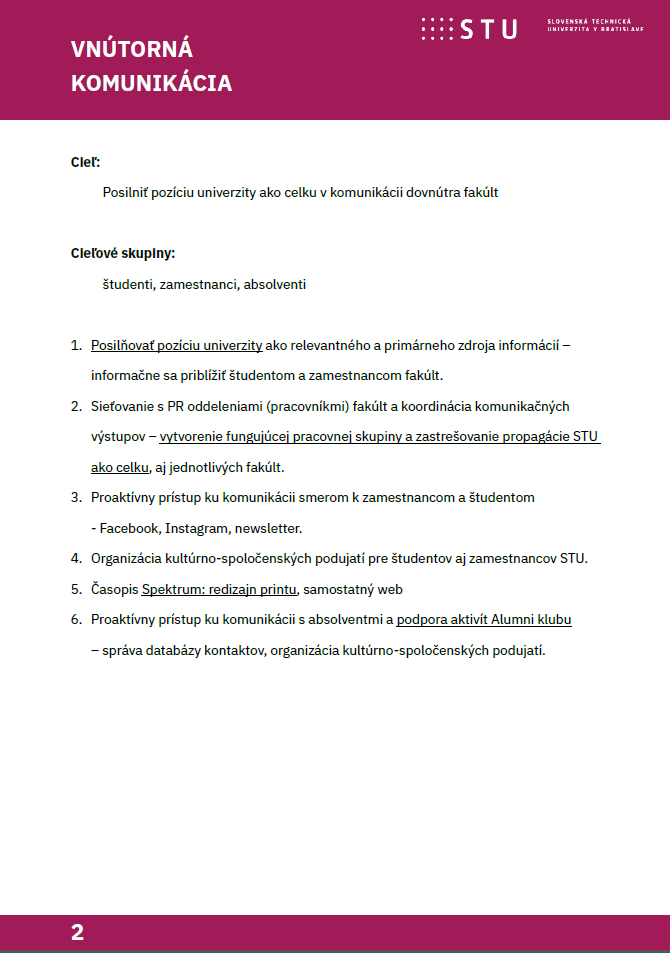 STU
SLOVENSKÁ TECHNICKÁ
UNIVERZITA V BRATISLAVE
VNÚTORNÁ
KOMUNIKÁCIA
Cieľ:
Posilniť pozíciu univerzity ako celku v komunikácii dovnútra fakúlt
Cieľové skupiny:
študenti, zamestnanci, absolventi
1. Posilňovať pozíciu univerzity ako relevantného a primárneho zdroja informácií –
informačne sa priblížiť študentom a zamestnancom fakúlt.
2. Sieťovanie s PR oddeleniami (pracovníkmi) fakúlt a koordinácia komunikačných
výstupov – vytvorenie fungujúcej pracovnej skupiny a zastrešovanie propagácie STU
ako celku, aj jednotlivých fakúlt.
3. Proaktívny prístup ku komunikácii smerom k zamestnancom a študentom
- Facebook, Instagram, newsletter.
4. Organizácia kultúrno-spoločenských podujatí pre študentov aj zamestnancov STU.
5. Časopis Spektrum: redizajn printu, samostatný web
6. Proaktívny prístup ku komunikácii s absolventmi a podpora aktivít Alumni klubu
– správa databázy kontaktov, organizácia kultúrno-spoločenských podujatí.
2